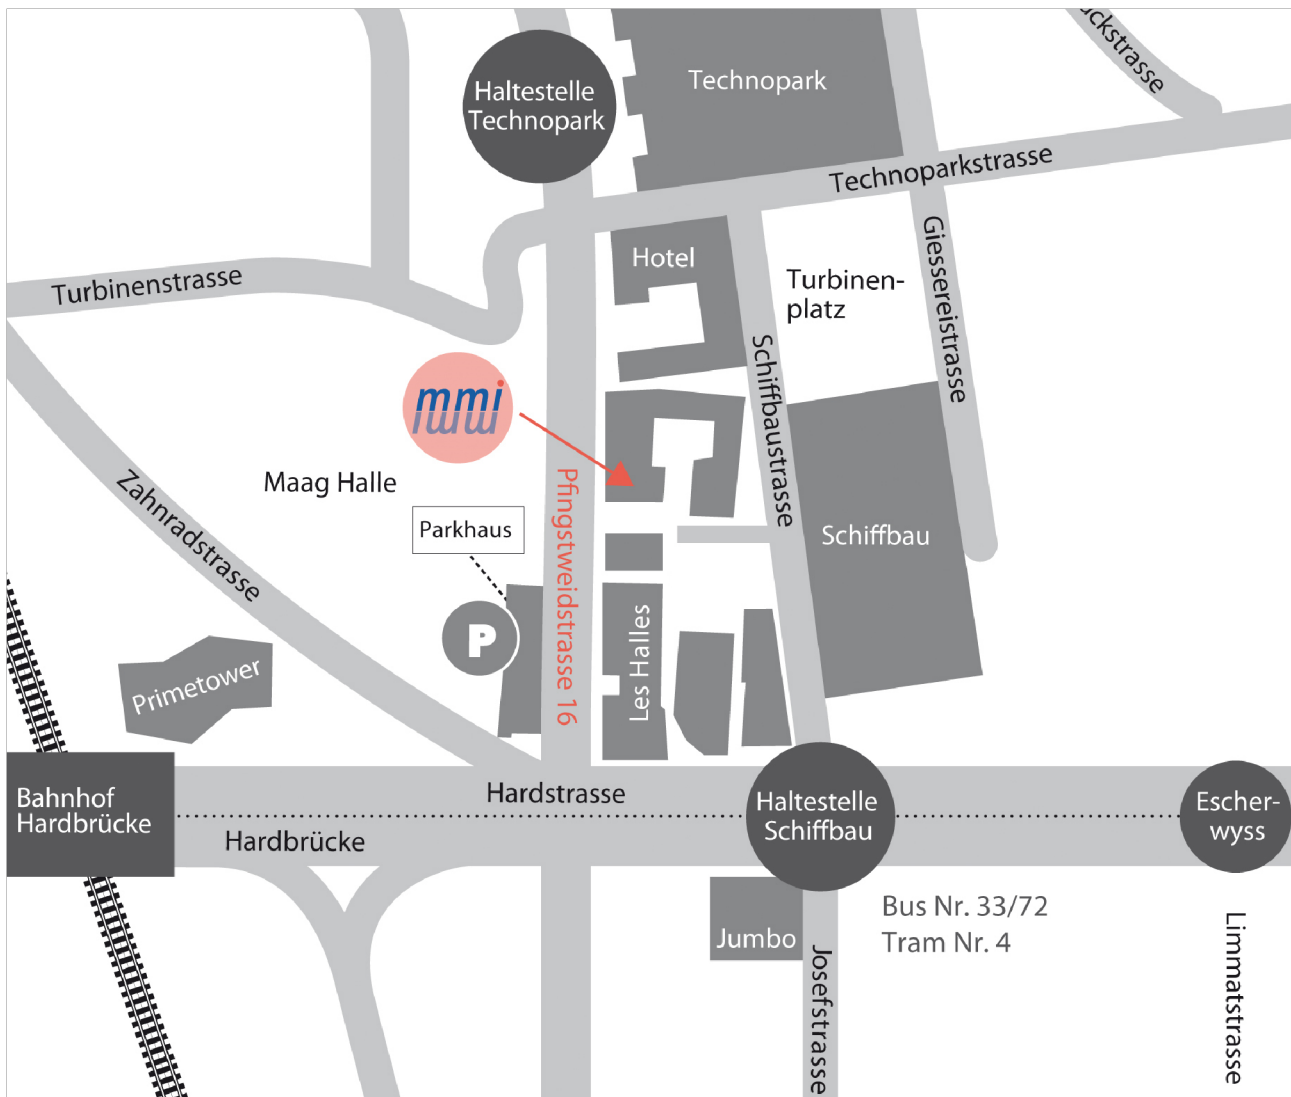 Haltestelle
Technopark
Technopark
Technoparkstrasse
Giessereistrasse
Hotel
Turbinen-
platz
Turbinenstrasse
Schiffbaustrasse
mmi
Maag Halle
Zahnradstrasse
Pfingstweidstrasse 16
Parkhaus
P
Schiffbau
Les Halles
Primetower
Bahnhof
Hardbrücke
Hardstrasse
Hardbrücke
Haltestelle
Schiffbau
Escher-
wyss
Bus Nr. 33/72
Tram Nr. 4
Jumbo
Josefstrasse
Limmatstrasse